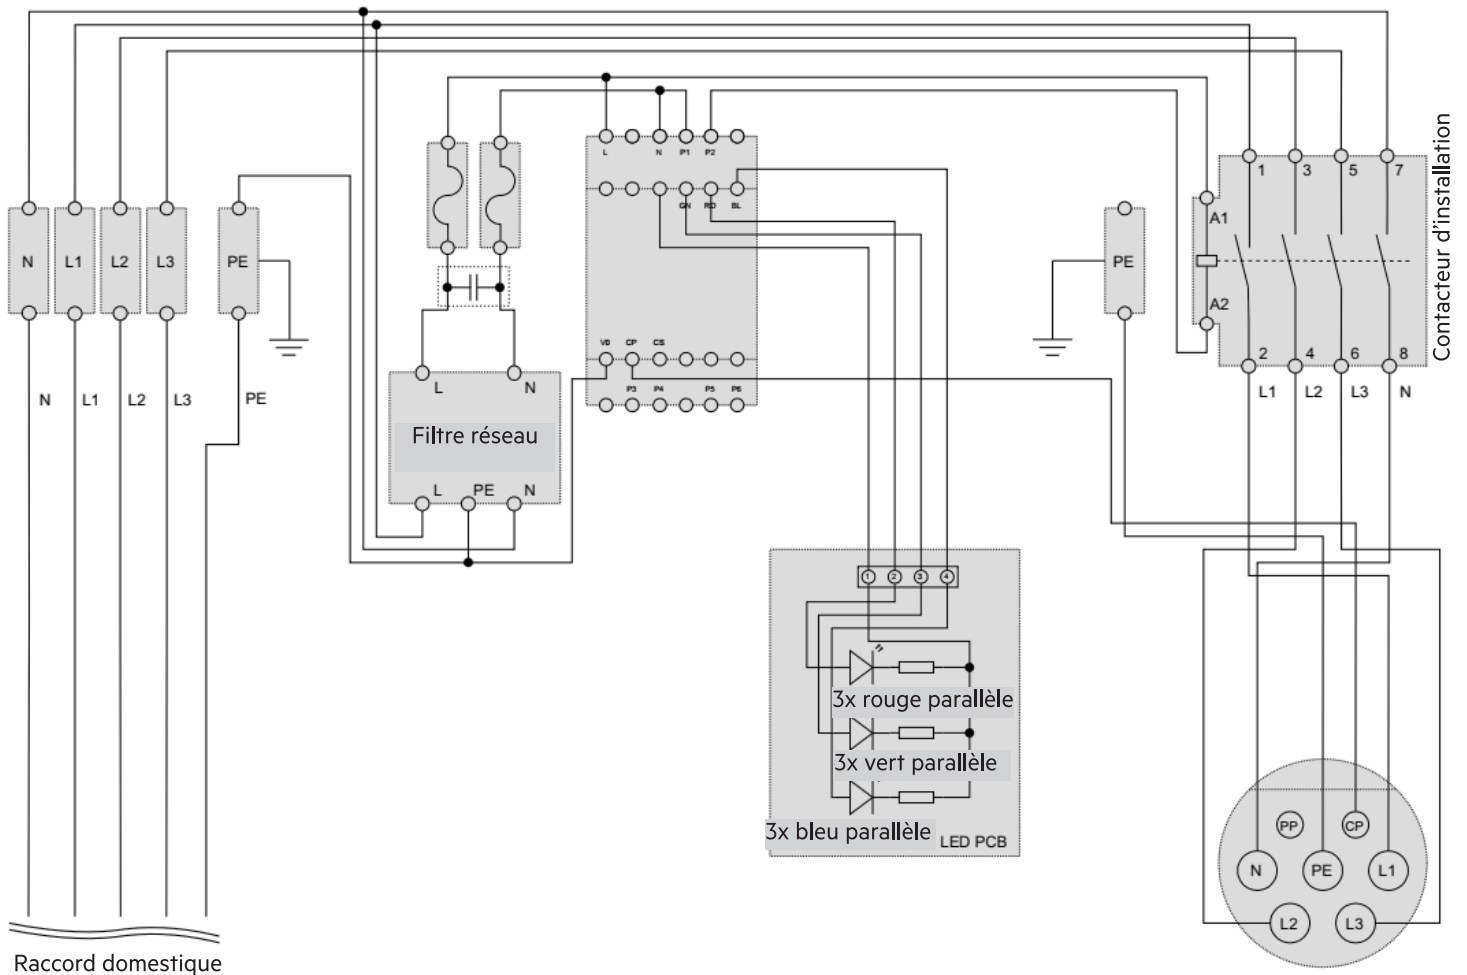 L N P1 P2
GN RD BL
1 3 5 7
A1
A2
2 4 6 8
L1 L2 L3 N
Contacteur d'installation
N L1 L2 L3 PE
PE
N L1 L2 L3 PE
V0 CP CS
P3 P4 P5 P6
L N
Filtre réseau
L PE N
1 2 3 4
3x rouge parallèle
3x vert parallèle
3x bleu parallèle
LED PCB
PP CP
N PE L1
L2 L3
Raccord domestique